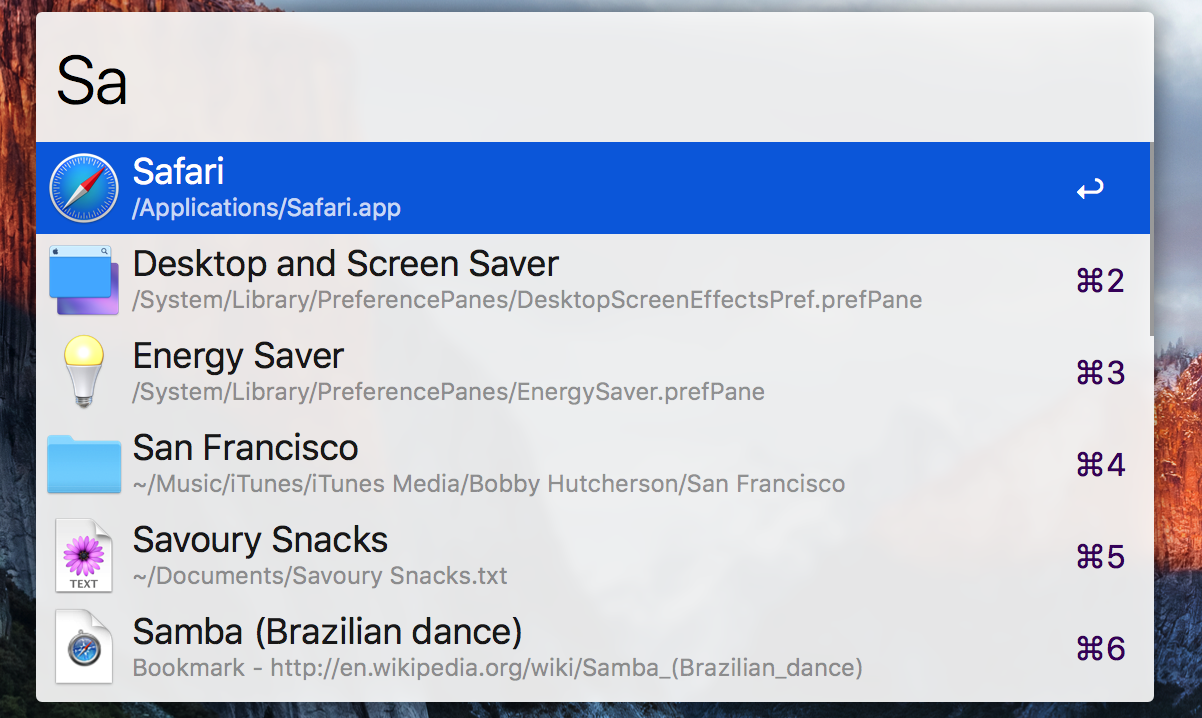 Sa
Safari
/Applications/Safari.app
↩
Desktop and Screen Saver
/System/Library/PreferencePanes/DesktopScreenEffectsPref.prefPane
⌘2
Energy Saver
/System/Library/PreferencePanes/EnergySaver.prefPane
⌘3
San Francisco
~/Music/iTunes/iTunes Media/Bobby Hutcherson/San Francisco
⌘4
TEXT
Savoury Snacks
~/Documents/Savoury Snacks.txt
⌘5
Samba (Brazilian dance)
Bookmark - http://en.wikipedia.org/wiki/Samba_(Brazilian_dance)
⌘6